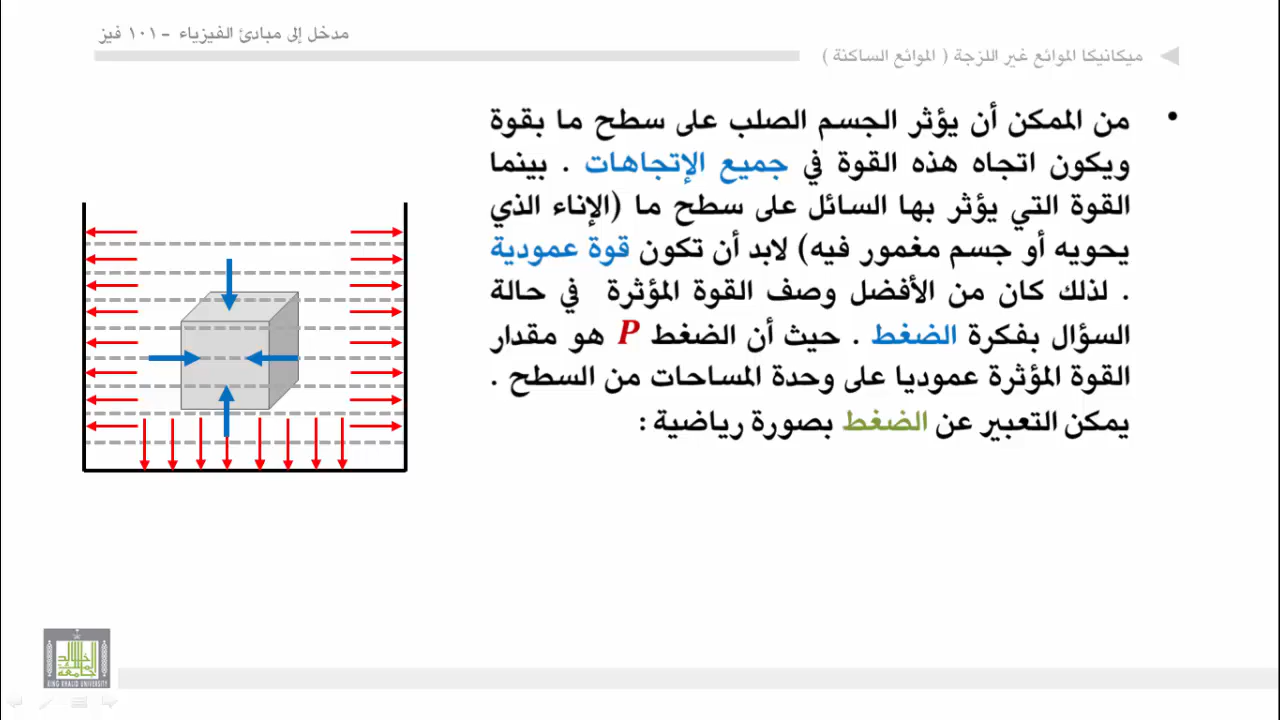 مدخل إلى مبادئ الفيزياء - ١٠١ فيز
ميكانيكا الموائع غير اللزجة ( الموائع الساكنة )
• من الممكن أن يؤثر الجسم الصلب على سطح ما بقوة
ويكون اتجاه هذه القوة في جميع الإتجاهات . بينما
القوة التي يؤثر بها السائل على سطح ما (الإناء الذي
يحويه أو جسم مغمور فيه) لابد أن تكون قوة عمودية
. لذلك كان من الأفضل وصف القوة المؤثرة في حالة
السؤال بفكرة الضغط . حيث أن الضغط P هو مقدار
القوة المؤثرة عموديا على وحدة المساحات من السطح .
يمكن التعبير عن الضغط بصورة رياضية :
جامعة الملك خالد
KING KHALID UNIVERSITY